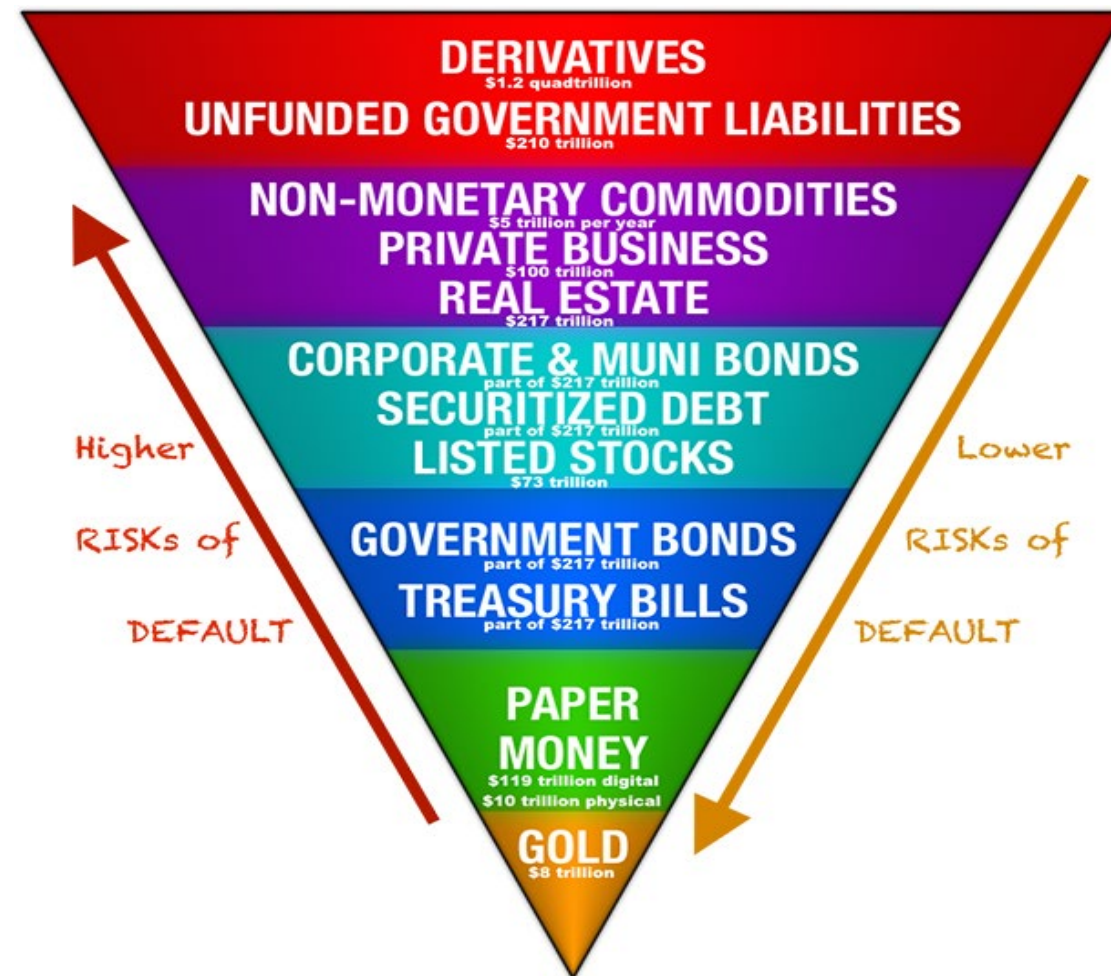 DERIVATIVES
$1.2 quadtrillion
UNFUNDED GOVERNMENT LIABILITIES
$210 trillion
NON-MONETARY COMMODITIES
$5 trillion per year
PRIVATE BUSINESS
$100 trillion
REAL ESTATE
$217 trillion
CORPORATE & MUNI BONDS
part of $217 trillion
SECURITIZED DEBT
part of $217 trillion
LISTED STOCKS
$73 trillion
GOVERNMENT BONDS
part of $217 trillion
TREASURY BILLS
part of $217 trillion
PAPER
MONEY
$119 trillion digital
$10 trillion physical
GOLD
$8 trillion
Higher
RISKs of
DEFAULT
Lower
RISKs of
DEFAULT